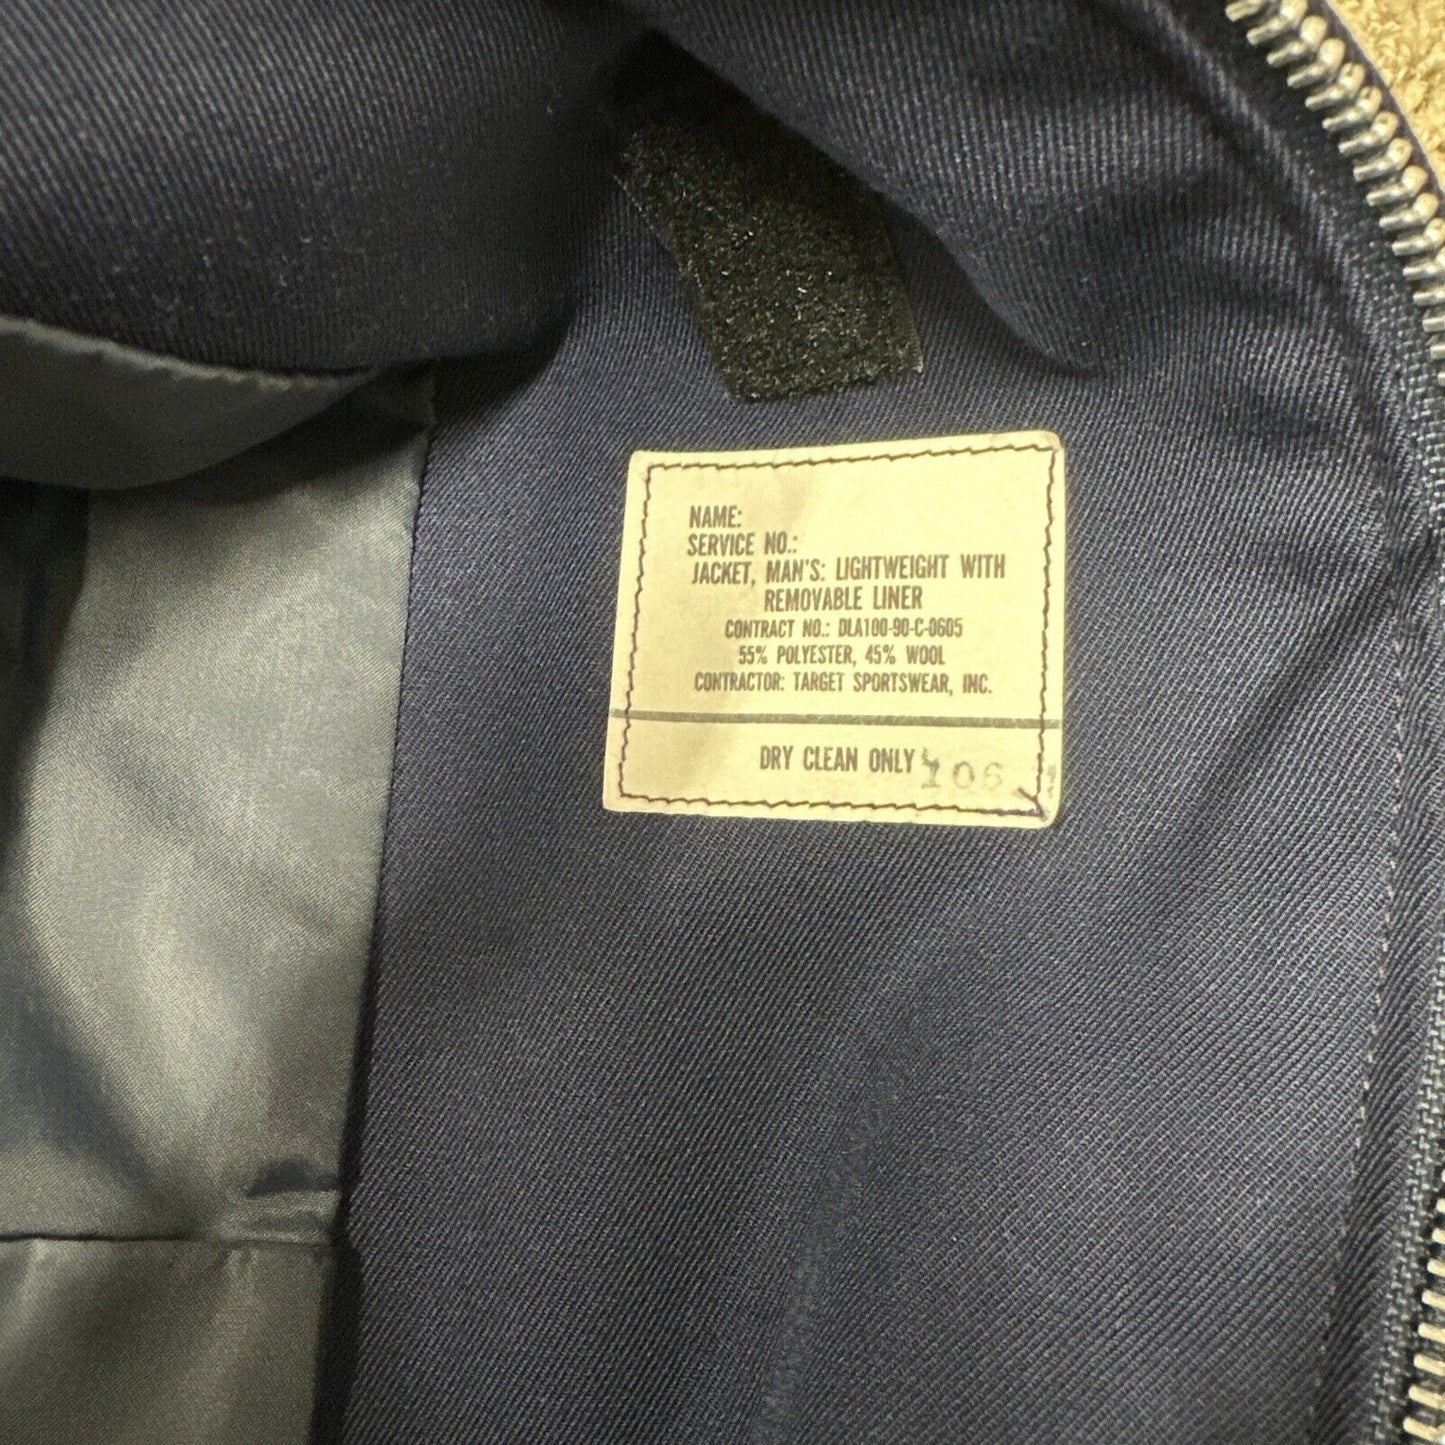 NAME:
SERVICE NO.:
JACKET, MAN'S: LIGHTWEIGHT WITH
REMOVABLE LINER
CONTRACT NO.: DLA100-90-C-0605
55% POLYESTER, 45% WOOL
CONTRACTOR: TARGET SPORTSWEAR, INC.
DRY CLEAN ONLY 106